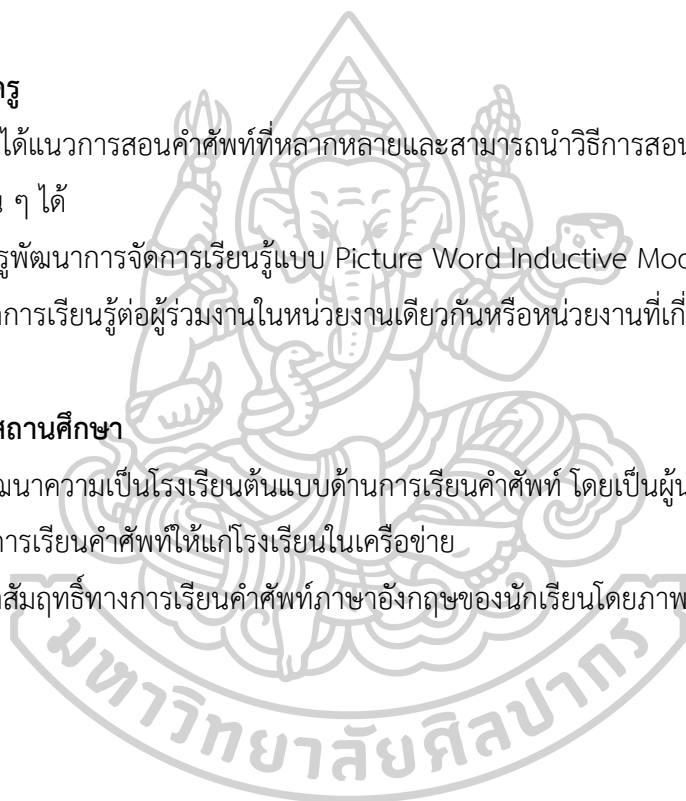 ครู
ได้แนวการสอนคำศัพท์ที่หลากหลายและสามารถนำวิธีการสอน
ๆ ได้
พัฒนาการจัดการเรียนรู้แบบ Picture Word Inductive
การเรียนรู้ต่อผู้ร่วมงานในหน่วยงานเดียวกันหรือหน่วยงานที่
สถานศึกษา
ความเป็นโรงเรียนต้นแบบด้านการเรียนคำศัพท์ โดยเป็นผู้
การเรียนคำศัพท์ให้แก่โรงเรียนในเครือข่าย
สัมฤทธิ์ทางการเรียนคำศัพท์ภาษาอังกฤษของนักเรียนโดยภาพ
มหาวิทยาลัยศิลปากร